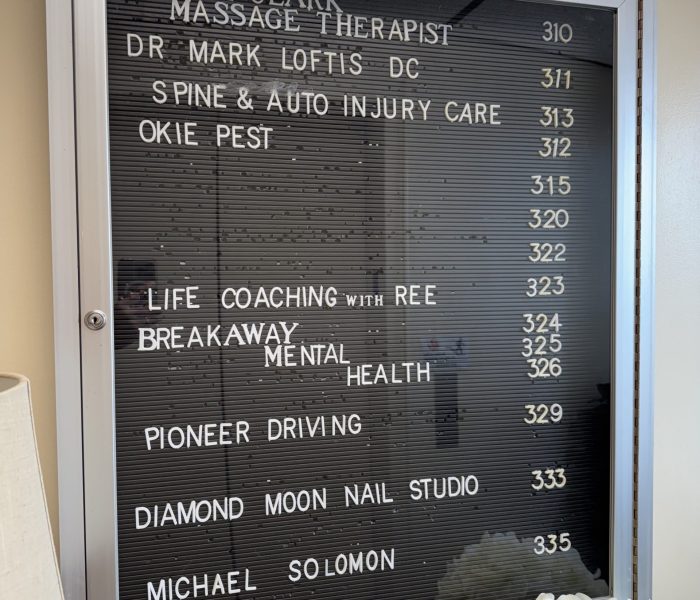 CLARK
MASSAGE THERAPIST 310
DR MARK LOFTIS DC 311
SPINE & AUTO INJURY CARE 313
OKIE PEST 312
315
320
322
LIFE COACHING WITH REE 323
BREAKAWAY 324
MENTAL 325
HEALTH 326
PIONEER DRIVING 329
DIAMOND MOON NAIL STUDIO 333
MICHAEL SOLOMON 335